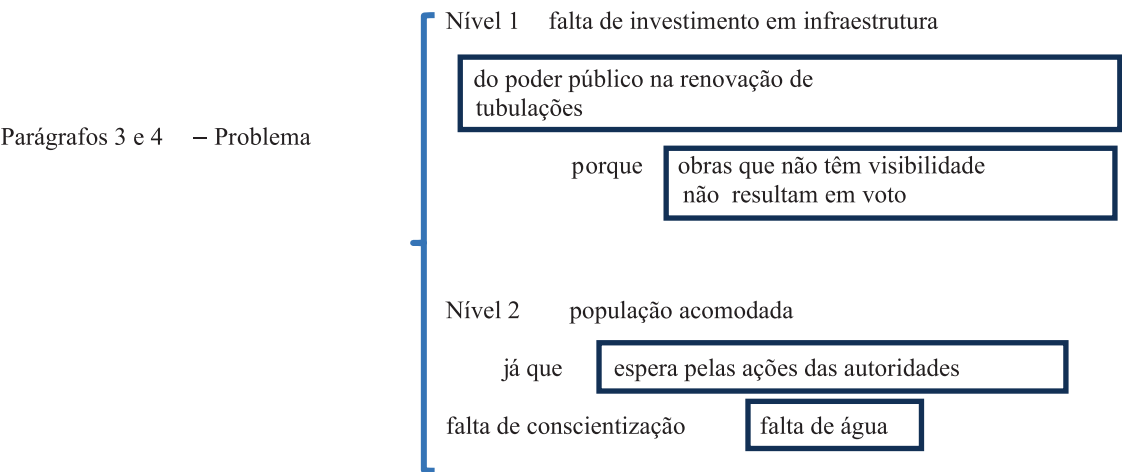 Nível 1 falta de investimento em infraestrutura
do poder público na renovação de
tubulações
Parágrafos 3 e 4 – Problema
porque obras que não têm visibilidade
não resultam em voto
Nível 2 população acomodada
já que espera pelas ações das autoridades
falta de conscientização falta de água